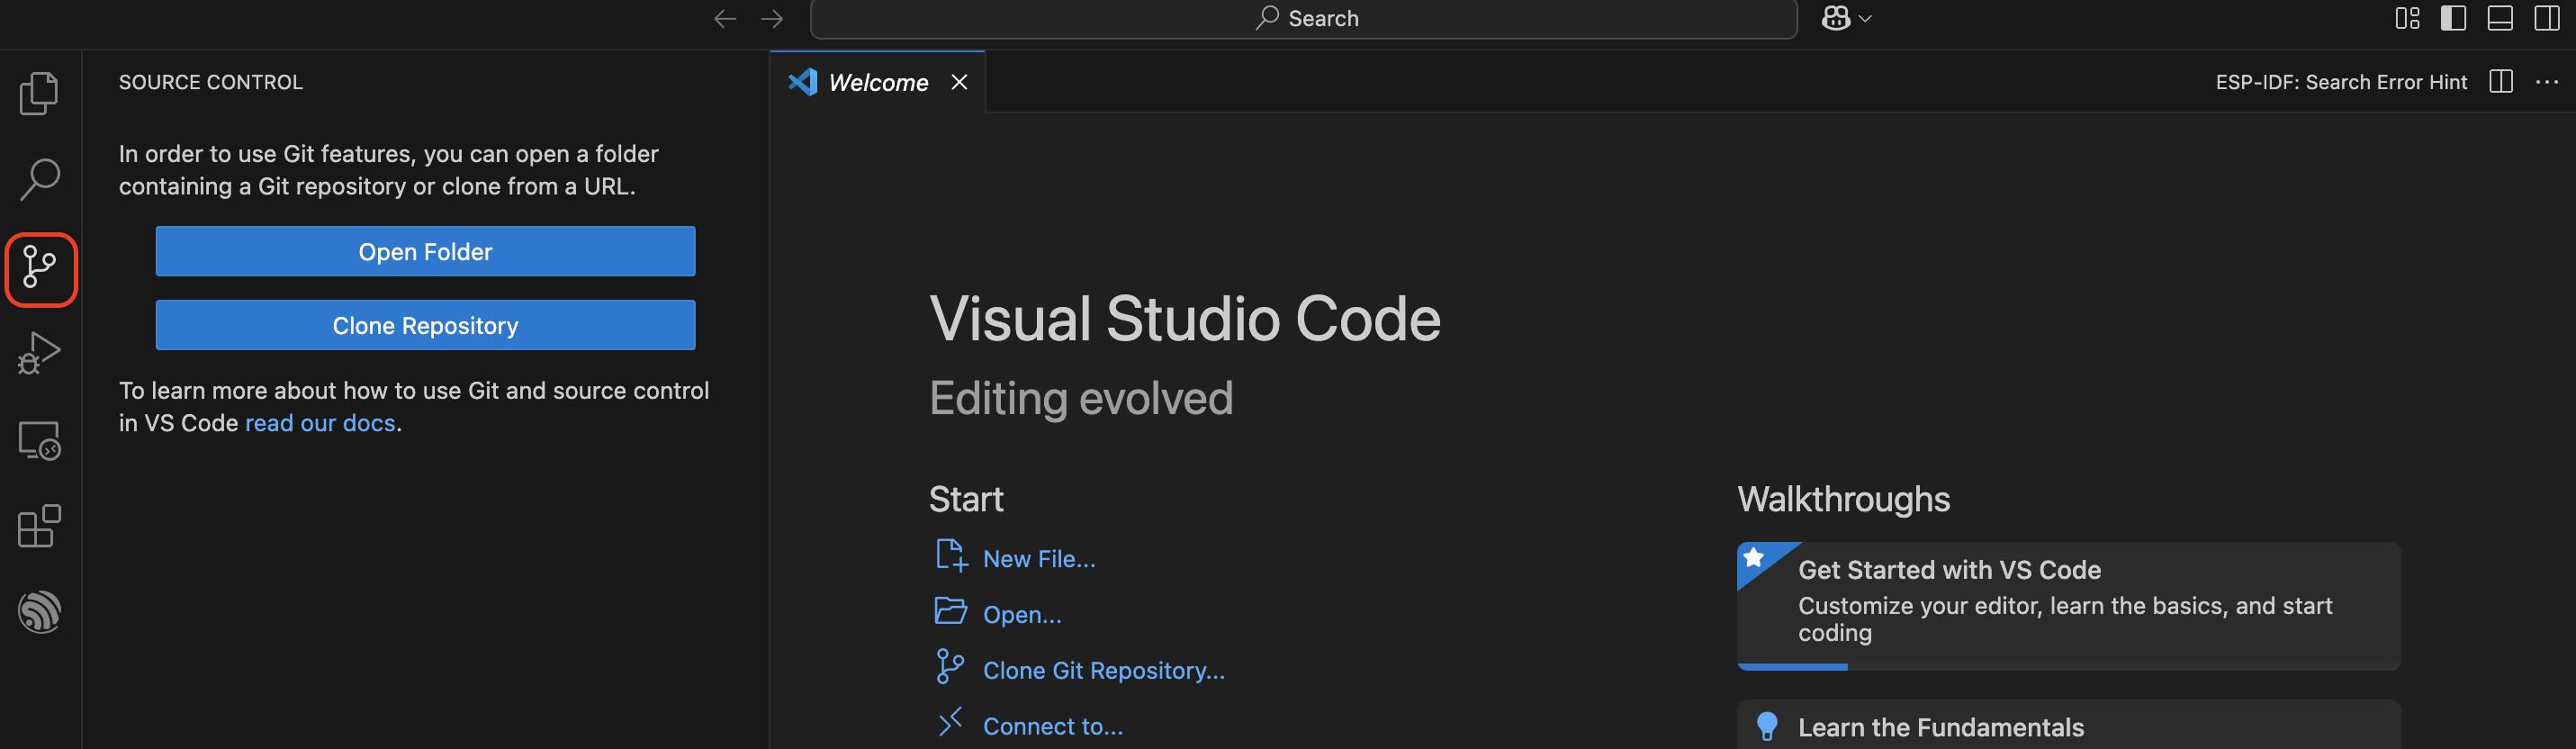 Search
SOURCE CONTROL
Welcome
ESP-IDF: Search Error Hint
In order to use Git features, you can open a folder
containing a Git repository or clone from a URL.
Open Folder
Clone Repository
To learn more about how to use Git and source control
in VS Code read our docs.
Visual Studio Code
Editing evolved
Start
New File...
Open...
Clone Git Repository...
Connect to...
Walkthroughs
Get Started with VS Code
Customize your editor, learn the basics, and start
coding
Learn the Fundamentals